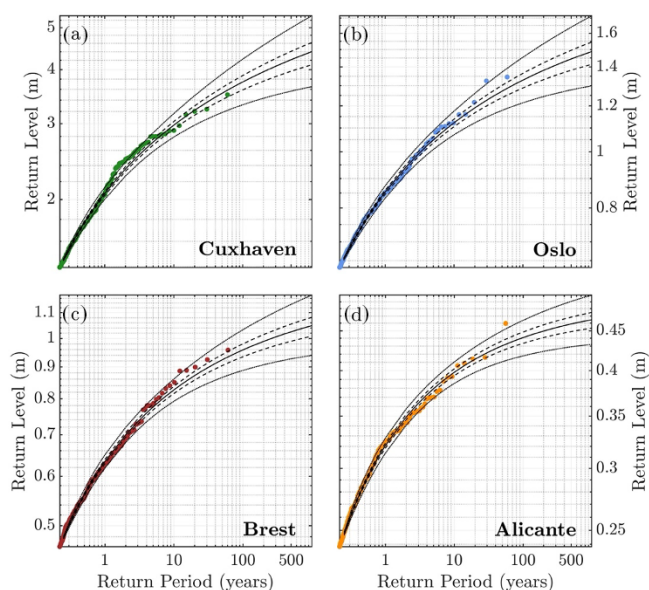 (a)
5
4
3
2
Return Level (m)
Cuxhaven
(b)
1.4
1.2
1
0.8
Return Level (m)
Oslo
(c)
1.1
1
0.9
0.8
0.7
0.6
0.5
Return Level (m)
Brest
1 10 100 500
Return Period (years)
(d)
0.45
0.4
0.35
0.3
0.25
Return Level (m)
Alicante
1 10 100 500
Return Period (years)